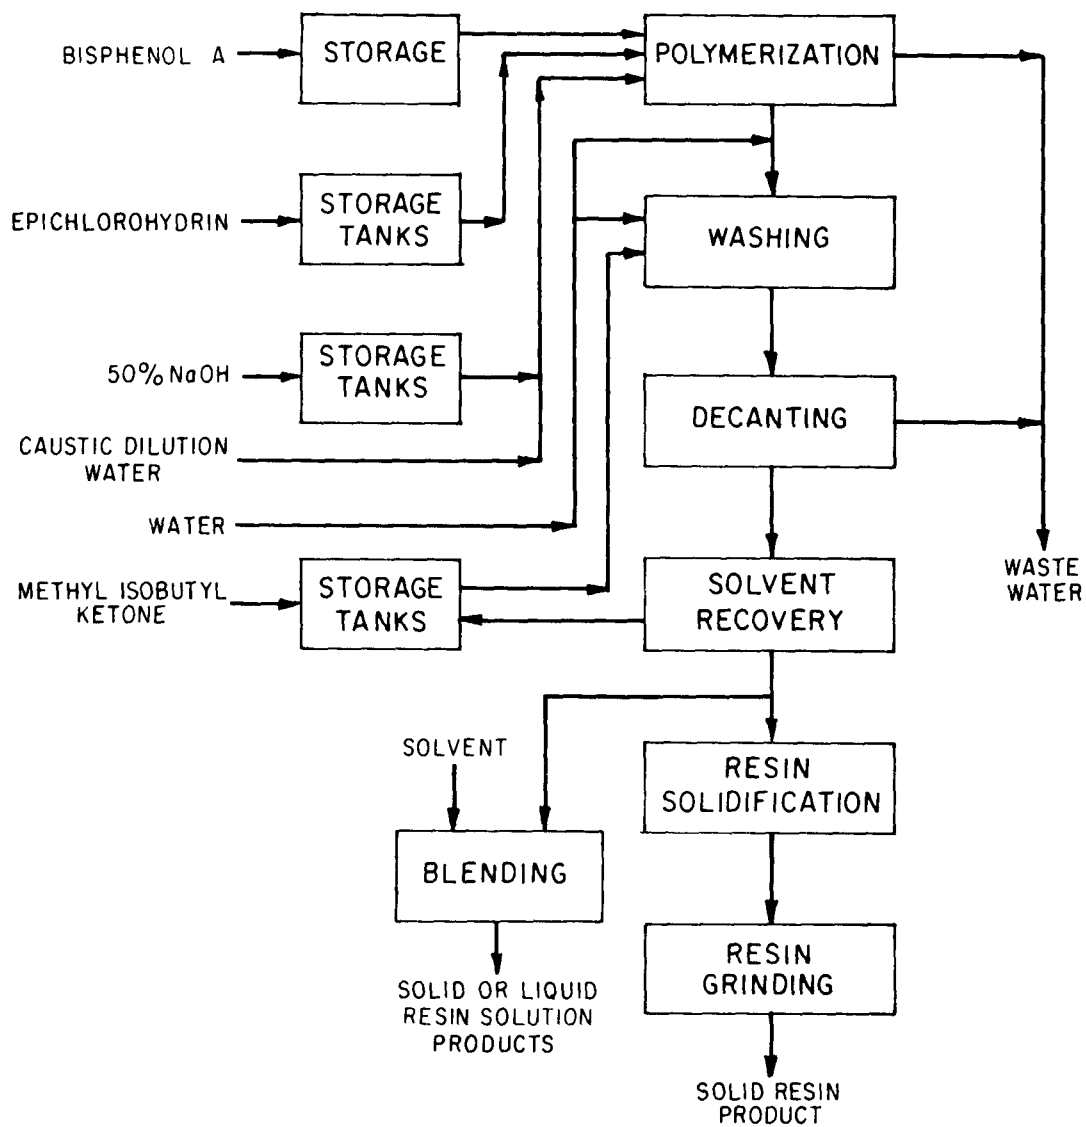 BISPHENOL A
STORAGE
POLYMERIZATION
EPICHLOROHYDRIN
STORAGE
TANKS
WASHING
50% NaOH
STORAGE
TANKS
DECANTING
CAUSTIC DILUTION
WATER
WATER
METHYL ISOBUTYL
KETONE
STORAGE
TANKS
SOLVENT
RECOVERY
WASTE
WATER
SOLVENT
RESIN
SOLIDIFICATION
BLENDING
RESIN
GRINDING
SOLID OR LIQUID
RESIN SOLUTION
PRODUCTS
SOLID RESIN
PRODUCT